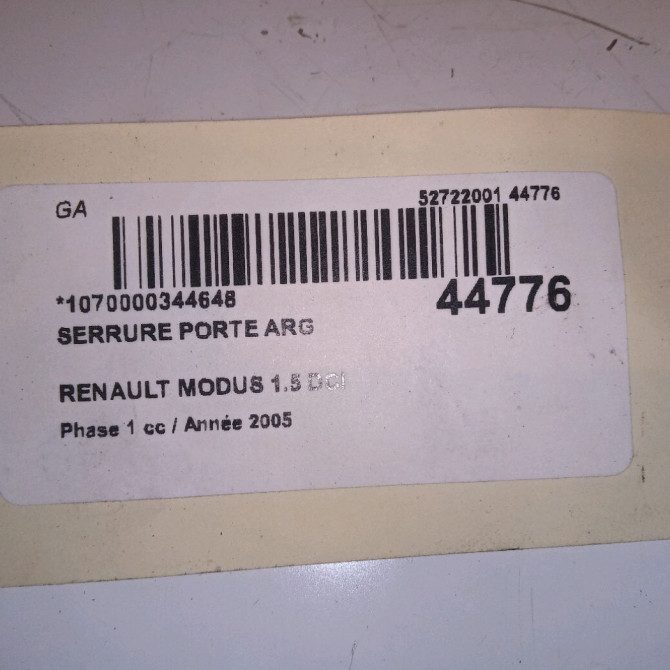 GA
52722001 44776
*1070000344648
44776
SERRURE PORTE ARG
RENAULT MODUS 1.5 DCI
Phase 1 cc / Année 2005